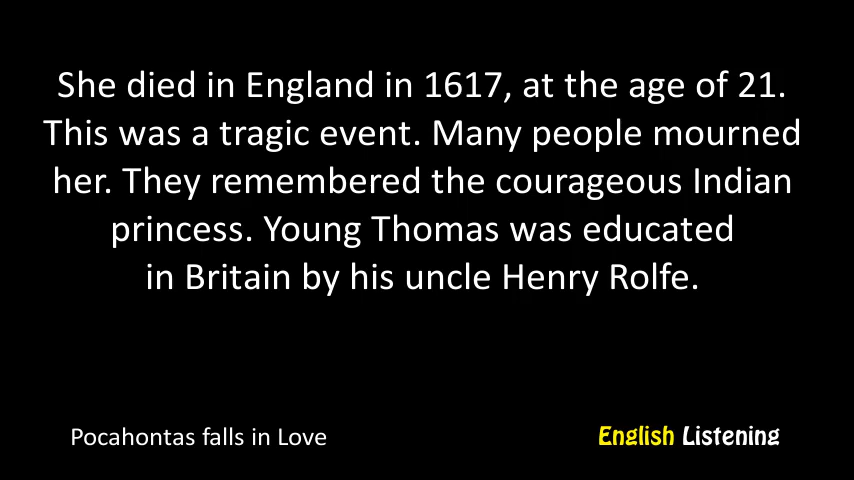 She died in England in 1617, at the age of 21.
This was a tragic event. Many people mourned
her. They remembered the courageous Indian
princess. Young Thomas was educated
in Britain by his uncle Henry Rolfe.
Pocahontas falls in Love
English Listening